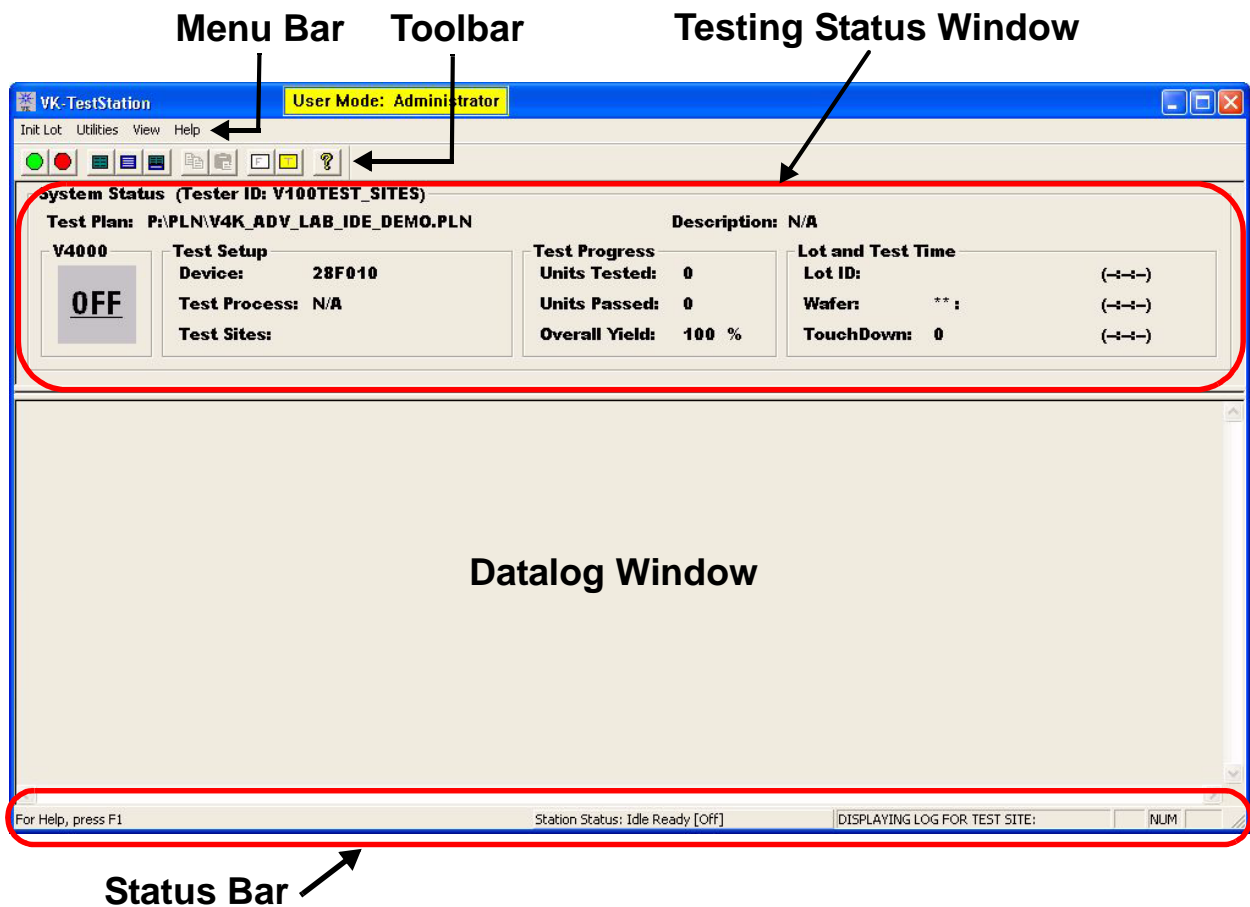 Menu Bar Toolbar Testing Status Window
VK-TestStation User Mode: Administrator
Init Lot Utilities View Help
F T ?
System Status (Tester ID: V100TEST_SITES)
Test Plan: P:\PLN\V4K_ADV_LAB_IDE_DEMO.PLN Description: N/A
V4000 Test Setup Test Progress Lot and Test Time
Device: 28F010 Units Tested: 0 Lot ID: (-:-:-)
OFF Test Process: N/A Units Passed: 0 Wafer: ** : (-:-:-)
Test Sites: Overall Yield: 100 % TouchDown: 0 (-:-:-)
Datalog Window
For Help, press F1 Station Status: Idle Ready [Off] DISPLAYING LOG FOR TEST SITE: NUM
Status Bar